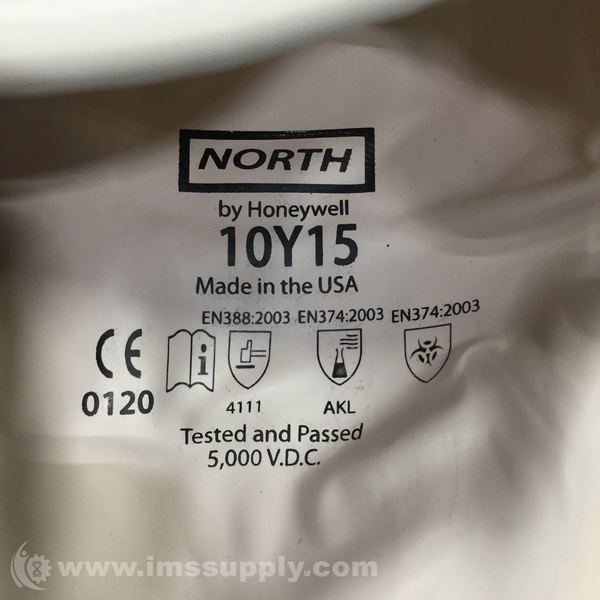 NORTH
by Honeywell
10Y15
Made in the USA
EN388:2003 EN374:2003 EN374:2003
CE
0120
i
4111 AKL
Tested and Passed
5,000 V.D.C.
www.imssupply.com